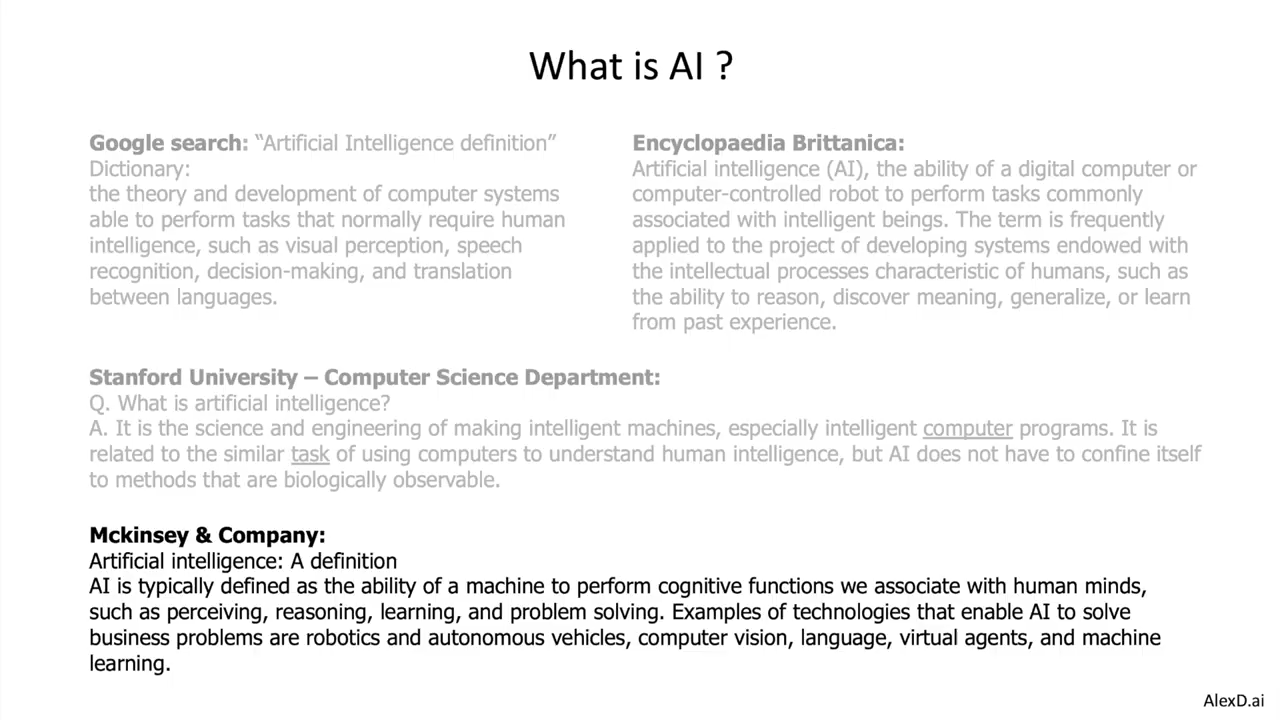 What is AI ?
Google search: “Artificial Intelligence definition”
Dictionary:
the theory and development of computer systems
able to perform tasks that normally require human
intelligence, such as visual perception, speech
recognition, decision-making, and translation
between languages.
Encyclopaedia Brittanica:
Artificial intelligence (AI), the ability of a digital computer or
computer-controlled robot to perform tasks commonly
associated with intelligent beings. The term is frequently
applied to the project of developing systems endowed with
the intellectual processes characteristic of humans, such as
the ability to reason, discover meaning, generalize, or learn
from past experience.
Stanford University – Computer Science Department:
Q. What is artificial intelligence?
A. It is the science and engineering of making intelligent machines, especially intelligent computer programs. It is
related to the similar task of using computers to understand human intelligence, but AI does not have to confine itself
to methods that are biologically observable.
Mckinsey & Company:
Artificial intelligence: A definition
AI is typically defined as the ability of a machine to perform cognitive functions we associate with human minds,
such as perceiving, reasoning, learning, and problem solving. Examples of technologies that enable AI to solve
business problems are robotics and autonomous vehicles, computer vision, language, virtual agents, and machine
learning.
AlexD.ai